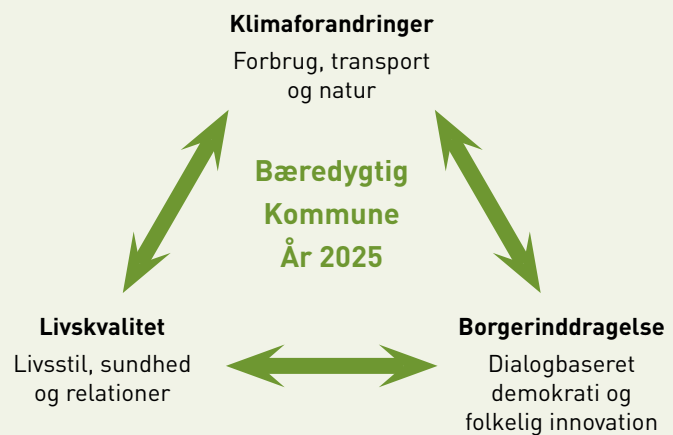 Klimaforandringer
Forbrug, transport
og natur
Bæredygtig
Kommune
År 2025
Livskvalitet
Livsstil, sundhed
og relationer
Borgerinddragelse
Dialogbaseret
demokrati og
folkelig innovation